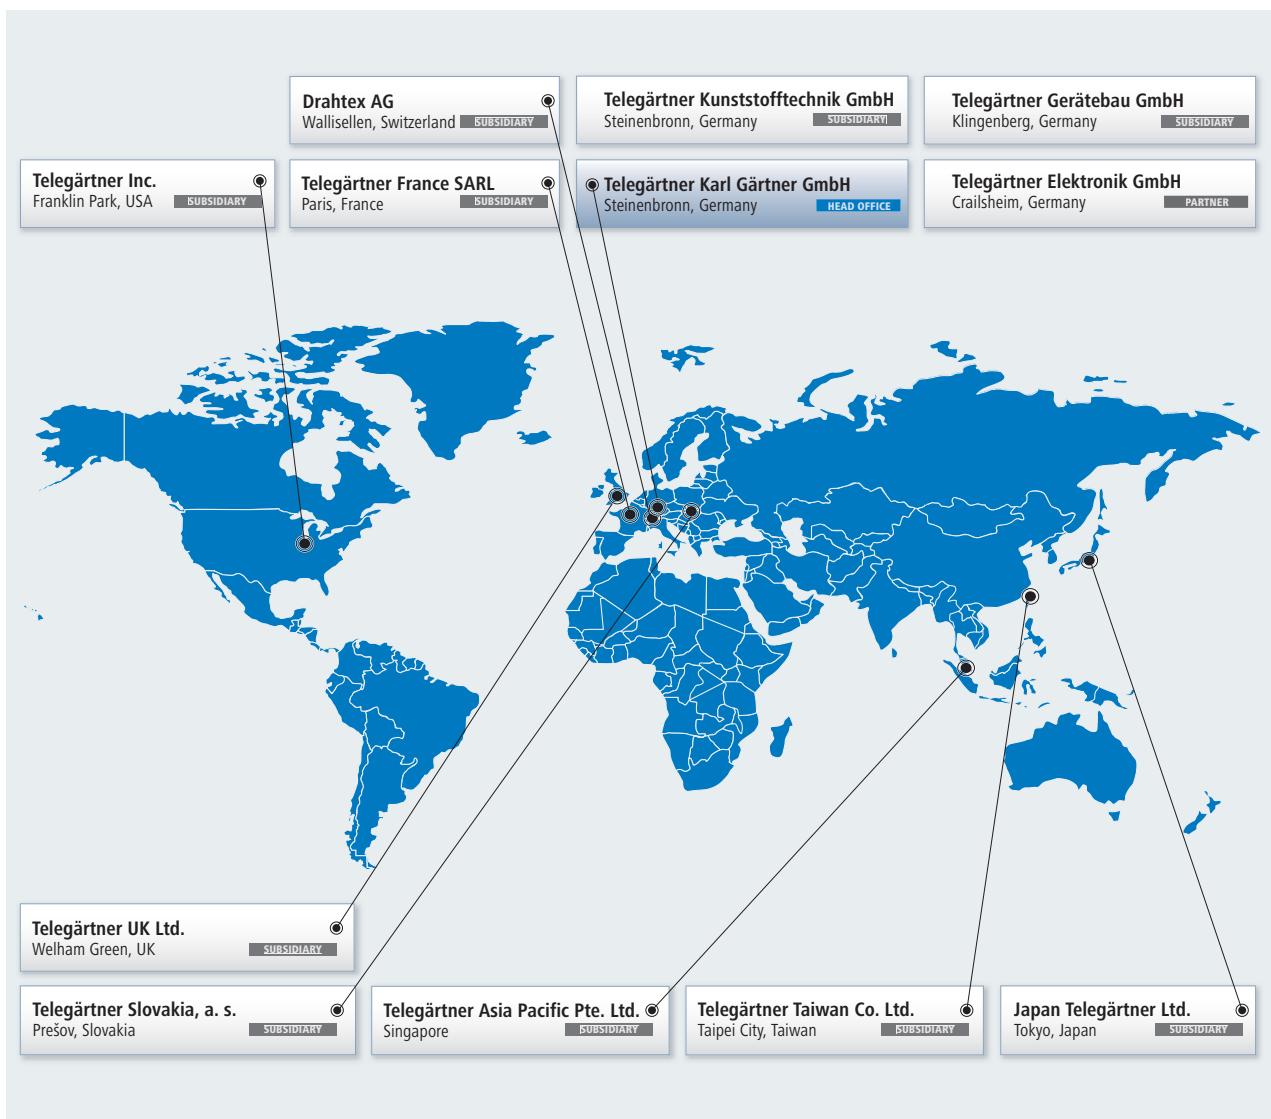 Drahtex AG
Wallisellen, Switzerland SUBSIDIARY
Telegärtner Kunststofftechnik GmbH
Steinenbronn, Germany SUBSIDIARY
Telegärtner Gerätebau GmbH
Klingenberg, Germany SUBSIDIARY
Telegärtner Inc.
Franklin Park, USA SUBSIDIARY
Telegärtner France SARL
Paris, France SUBSIDIARY
Telegärtner Karl Gärtner GmbH
Steinenbronn, Germany HEAD OFFICE
Telegärtner Elektronik GmbH
Crailsheim, Germany PARTNER
Telegärtner UK Ltd.
Welham Green, UK SUBSIDIARY
Telegärtner Slovakia, a. s.
Prešov, Slovakia SUBSIDIARY
Telegärtner Asia Pacific Pte. Ltd.
Singapore SUBSIDIARY
Telegärtner Taiwan Co. Ltd.
Taipei City, Taiwan SUBSIDIARY
Japan Telegärtner Ltd.
Tokyo, Japan SUBSIDIARY